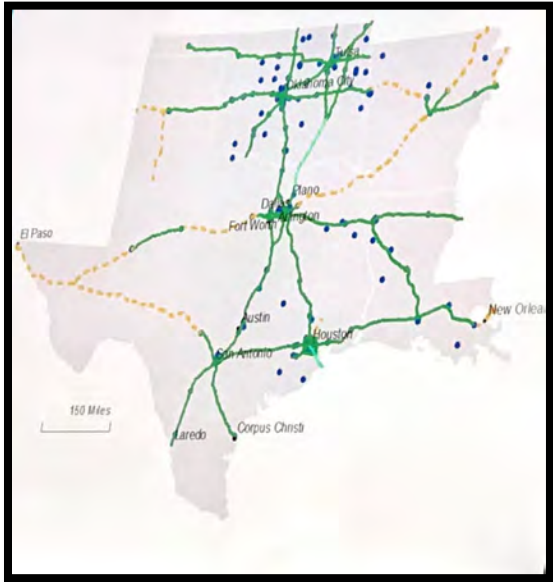 Tulsa
Oklahoma City
Plano
Dallas
Arlington
Fort Worth
El Paso
New Orlea
Austin
Houston
San Antonio
150 Miles
Corpus Christi
Laredo